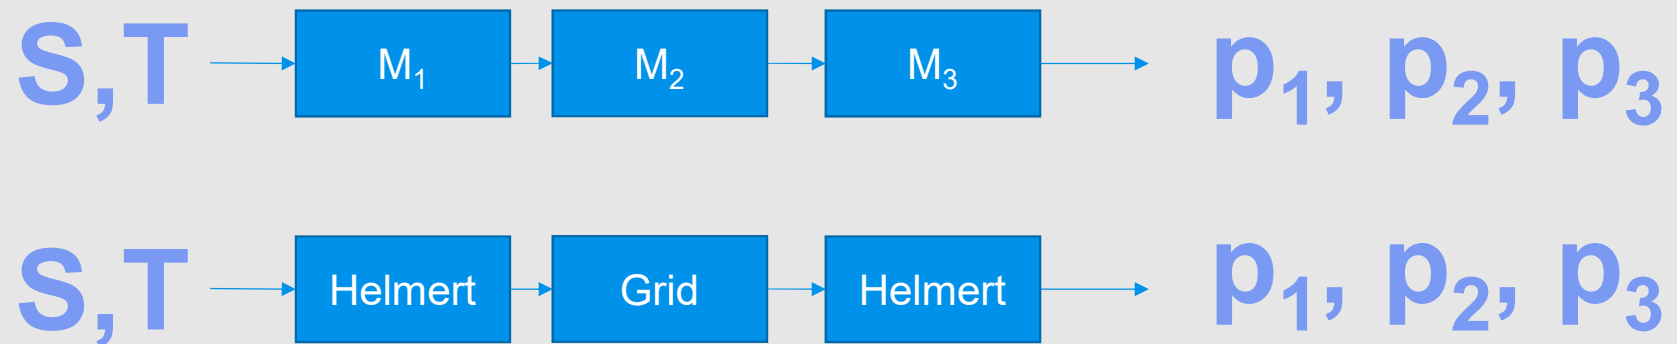 S,T M₁ M₂ M₃ p₁, p₂, p₃
S,T Helmert Grid Helmert p₁, p₂, p₃